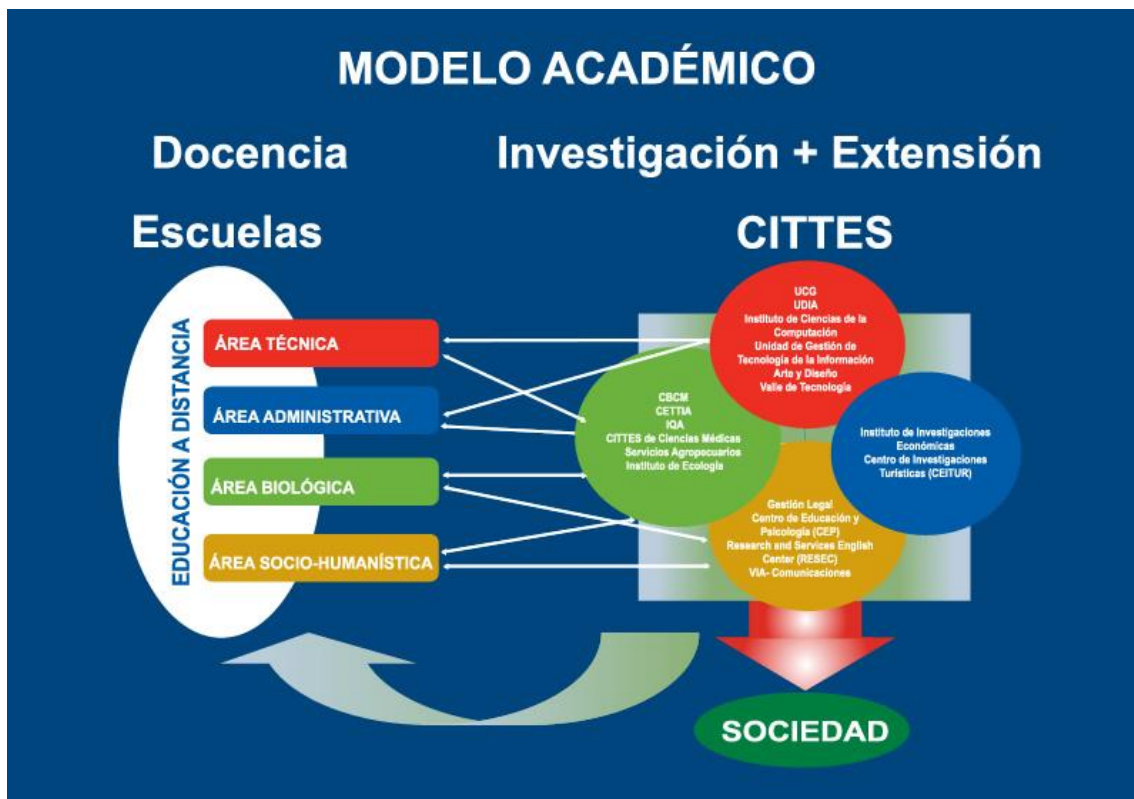 MODELO ACADÉMICO
Docencia
Investigación + Extensión
Escuelas
CITTES
EDUCACIÓN A DISTANCIA
ÁREA TÉCNICA
ÁREA ADMINISTRATIVA
ÁREA BIOLÓGICA
ÁREA SOCIO-HUMANÍSTICA
UCG
UDIA
Instituto de Ciencias de la
Computación
Unidad de Gestión de
Tecnología de la Información
Arte y Diseño
Valle de Tecnología
CBCM
CETTIA
IQA
CITTES de Ciencias Médicas
Servicios Agropecuarios
Instituto de Ecología
Instituto de Investigaciones
Económicas
Centro de Investigaciones
Turísticas (CEITUR)
Gestión Legal
Centro de Educación y
Psicología (CEP)
Research and Services English
Center (RESEC)
VIA- Comunicaciones
SOCIEDAD